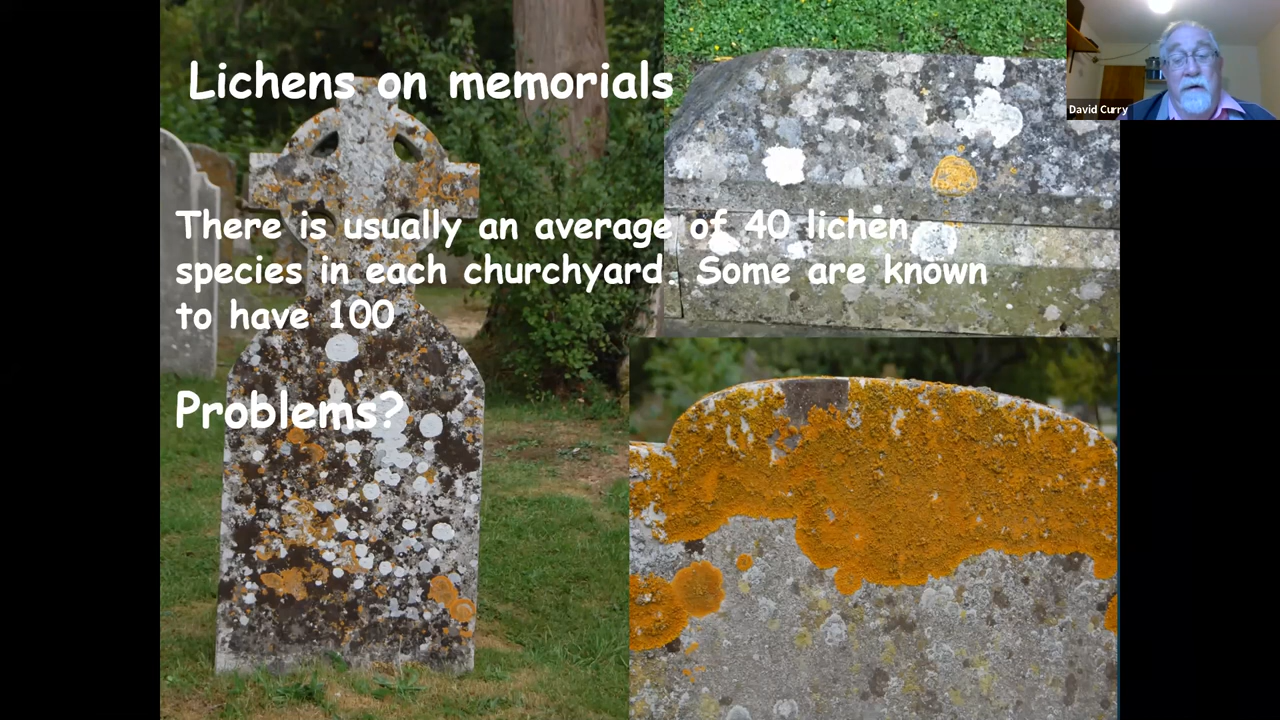 Lichens on memorials
David Curry
There is usually an average of 40 lichen
species in each churchyard. Some are known
to have 100
Problems?